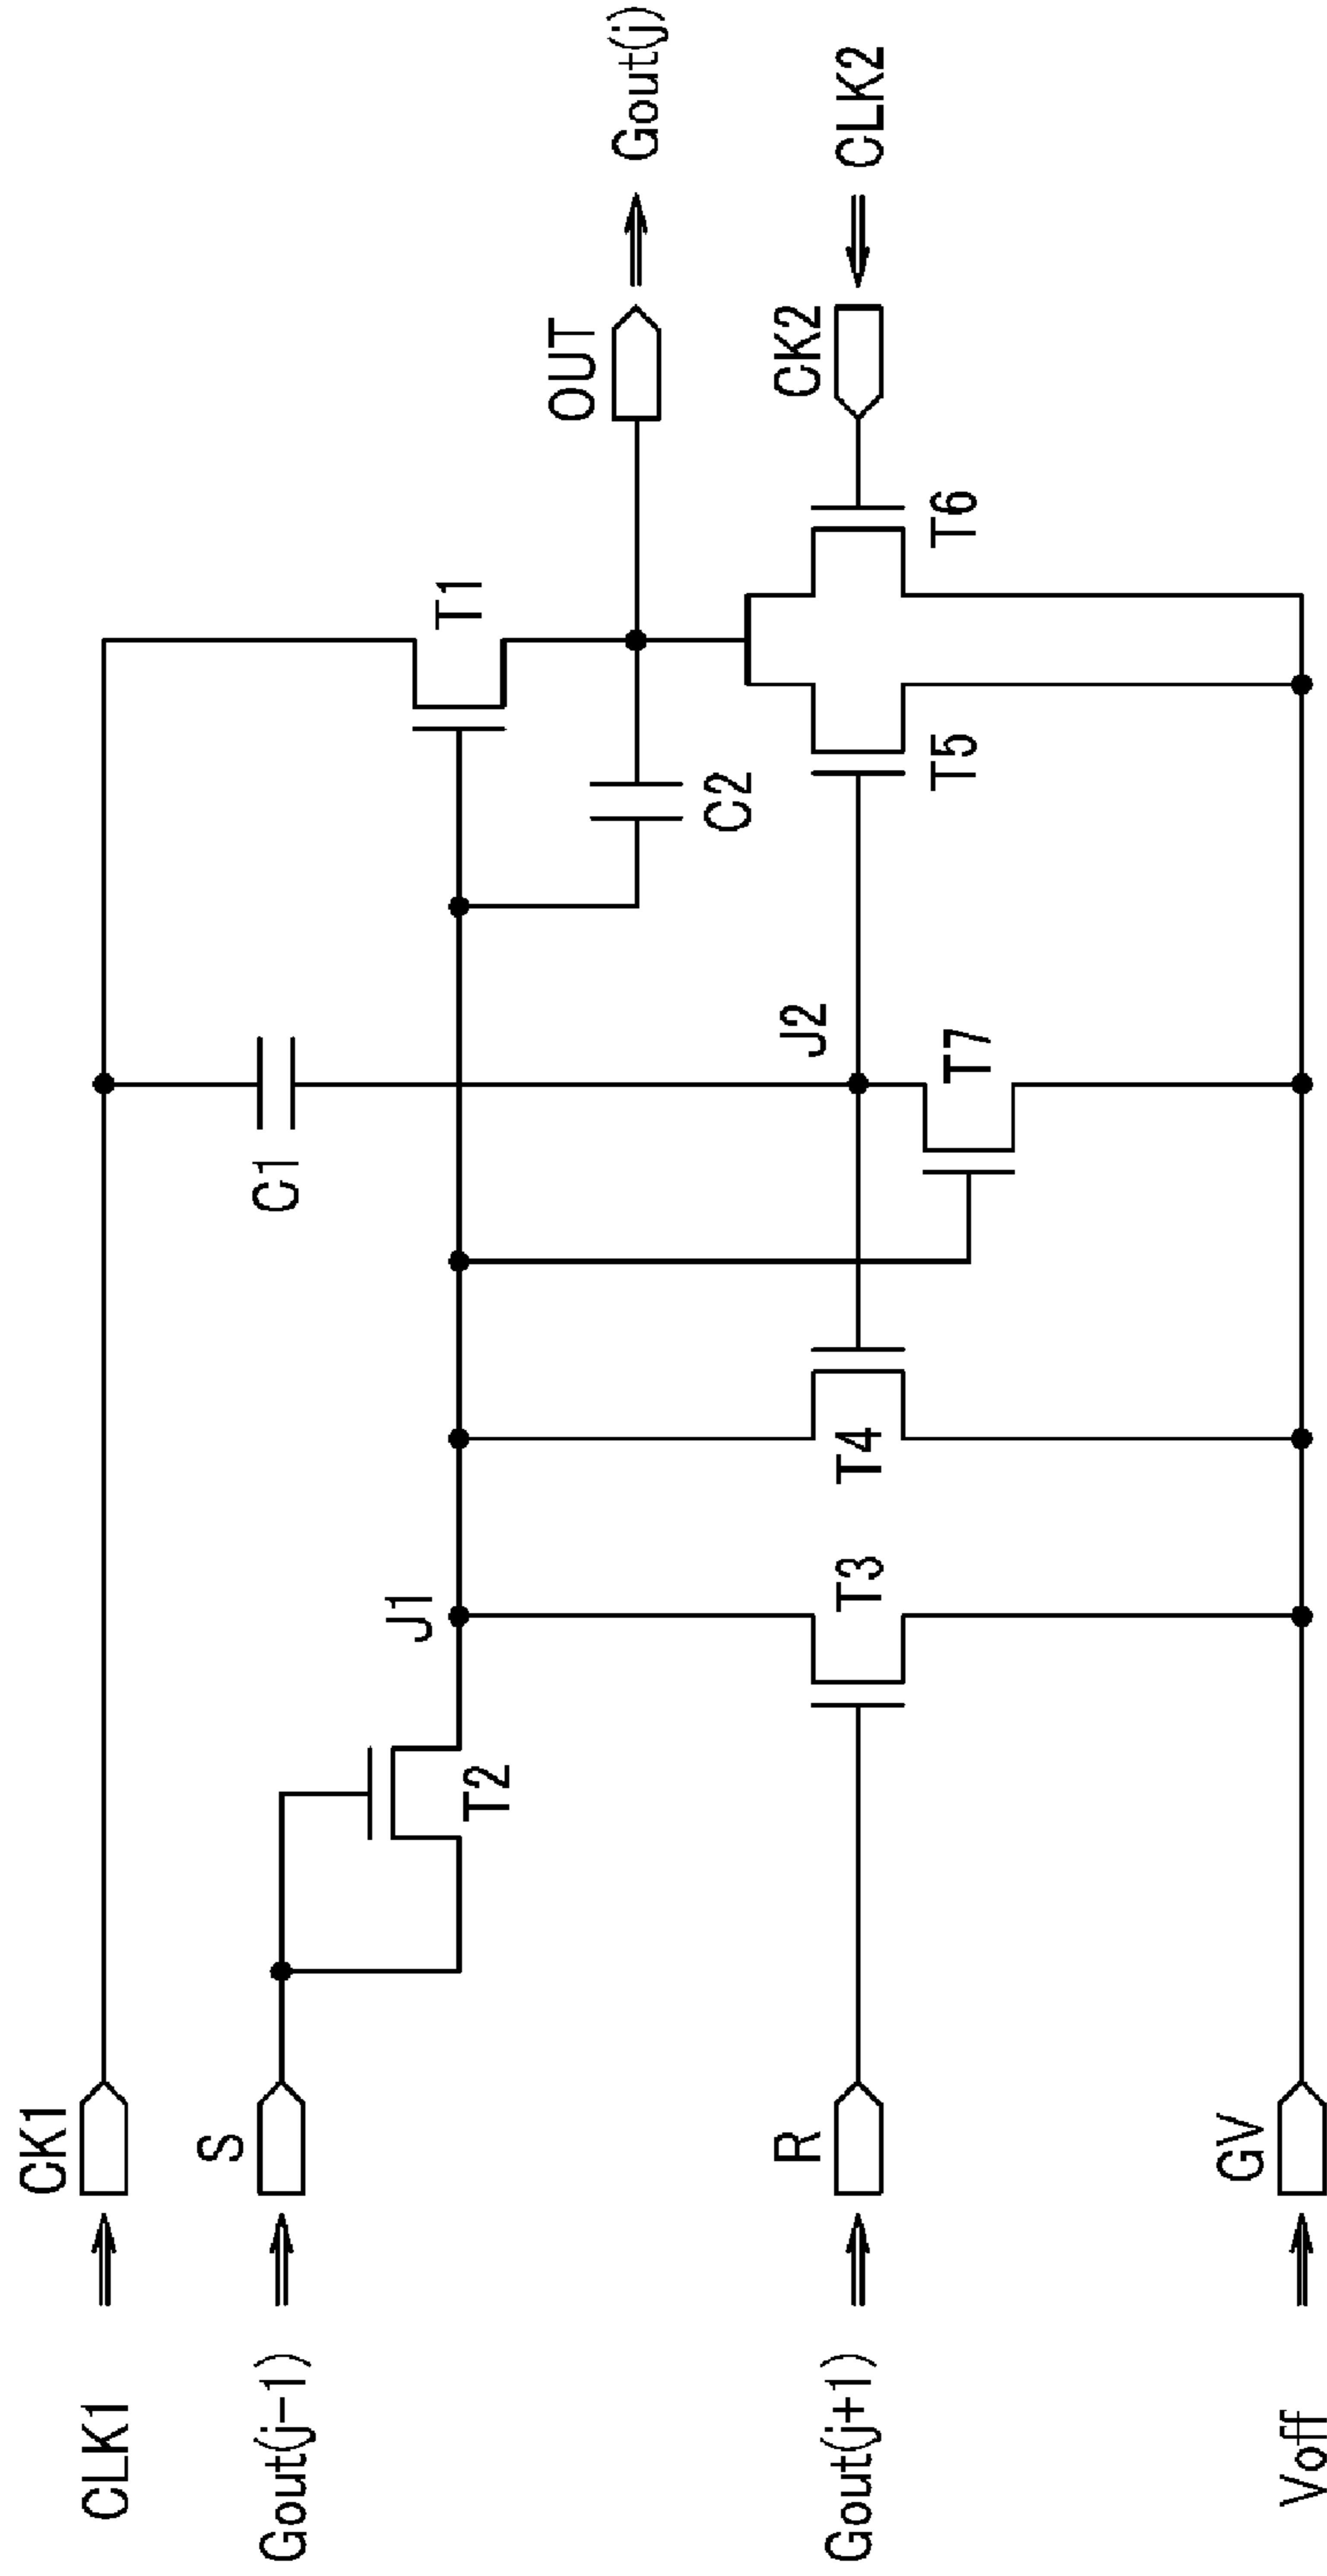 CLK1
CK1
Gout(j-1)
S
Gout(j+1)
R
Voff
GV
T2
J1
T3
T4
C1
J2
T7
C2
T1
T5
T6
OUT
Gout(j)
CK2
CLK2